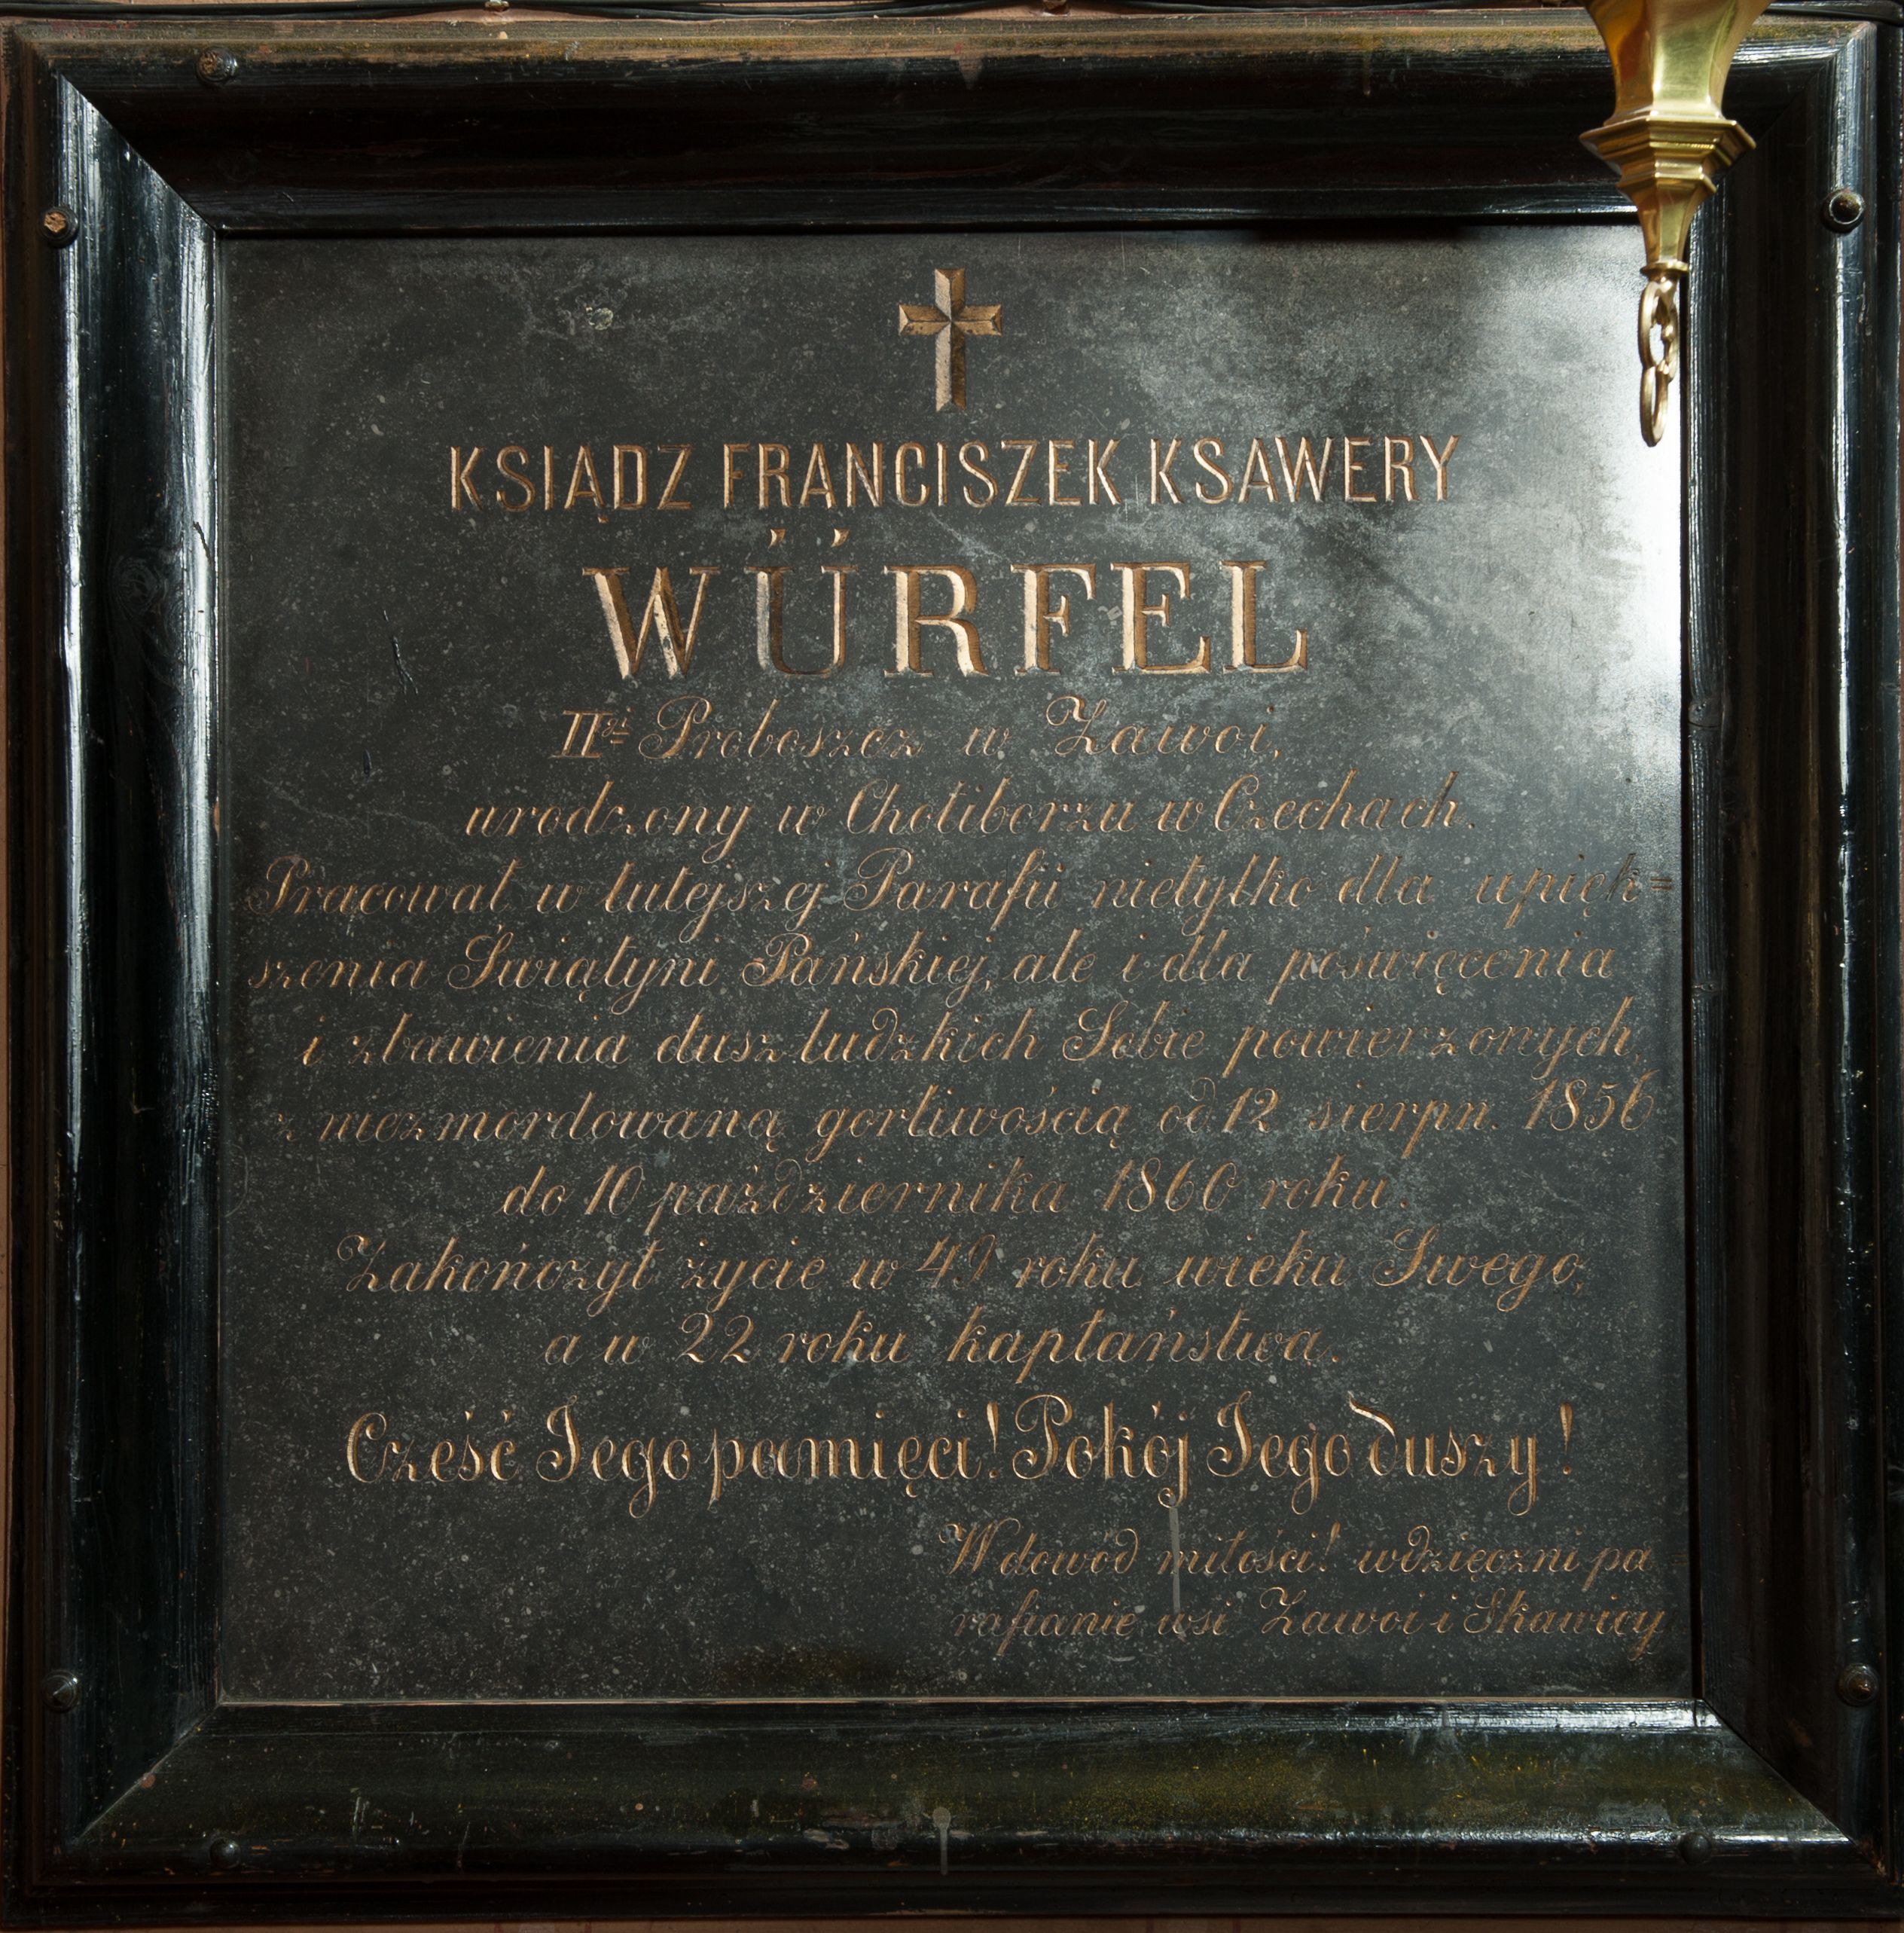 KSIĄDZ FRANCISZEK KSAWERY
WÜRFEL
IIgi Proboszcz w Zawoi,
urodzony w Chotiborzu w Czechach.
Pracował w tutejszej Parafii nietylko dla upięk=
szenia Świątyni Pańskiej, ale i dla poświęcenia
i zbawienia dusz ludzkich Sobie powierzonych,
z niezmordowaną gorliwością od 12 sierpn. 1856
do 10 października 1860 roku.
Zakończył życie w 49 roku wieku Swego,
a w 22 roku kapłaństwa.
Cześć Jego pamięci! Pokój Jego duszy!
W dowód miłości! wdzięczni pa=
rafianie wsi Zawoi i Skawicy